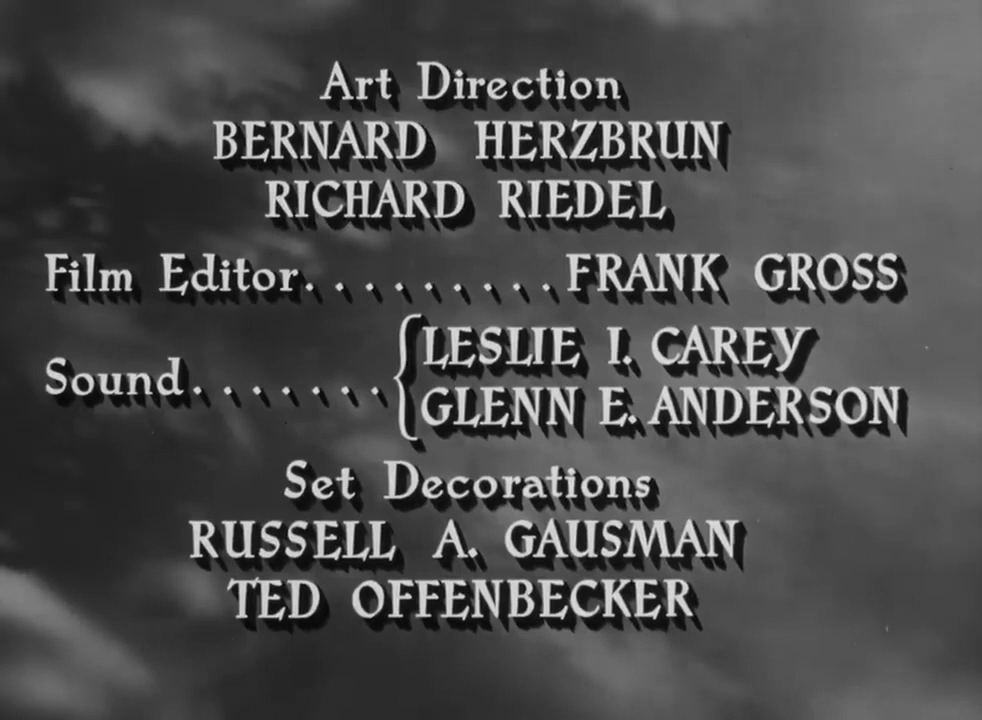 Art Direction
BERNARD HERZBRUN
RICHARD RIEDEL
Film Editor..........FRANK GROSS
Sound........{LESLIE I. CAREY
GLENN E. ANDERSON
Set Decorations
RUSSELL A. GAUSMAN
TED OFFENBECKER